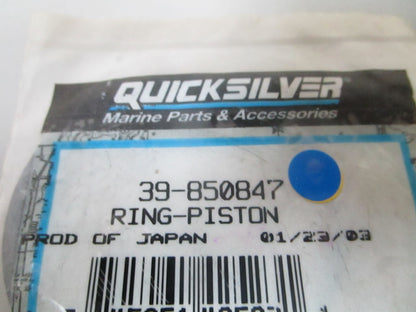 QUICKSILVER
Marine Parts & Accessories
39-850847
RING-PISTON
PROD OF JAPAN 01/23/03